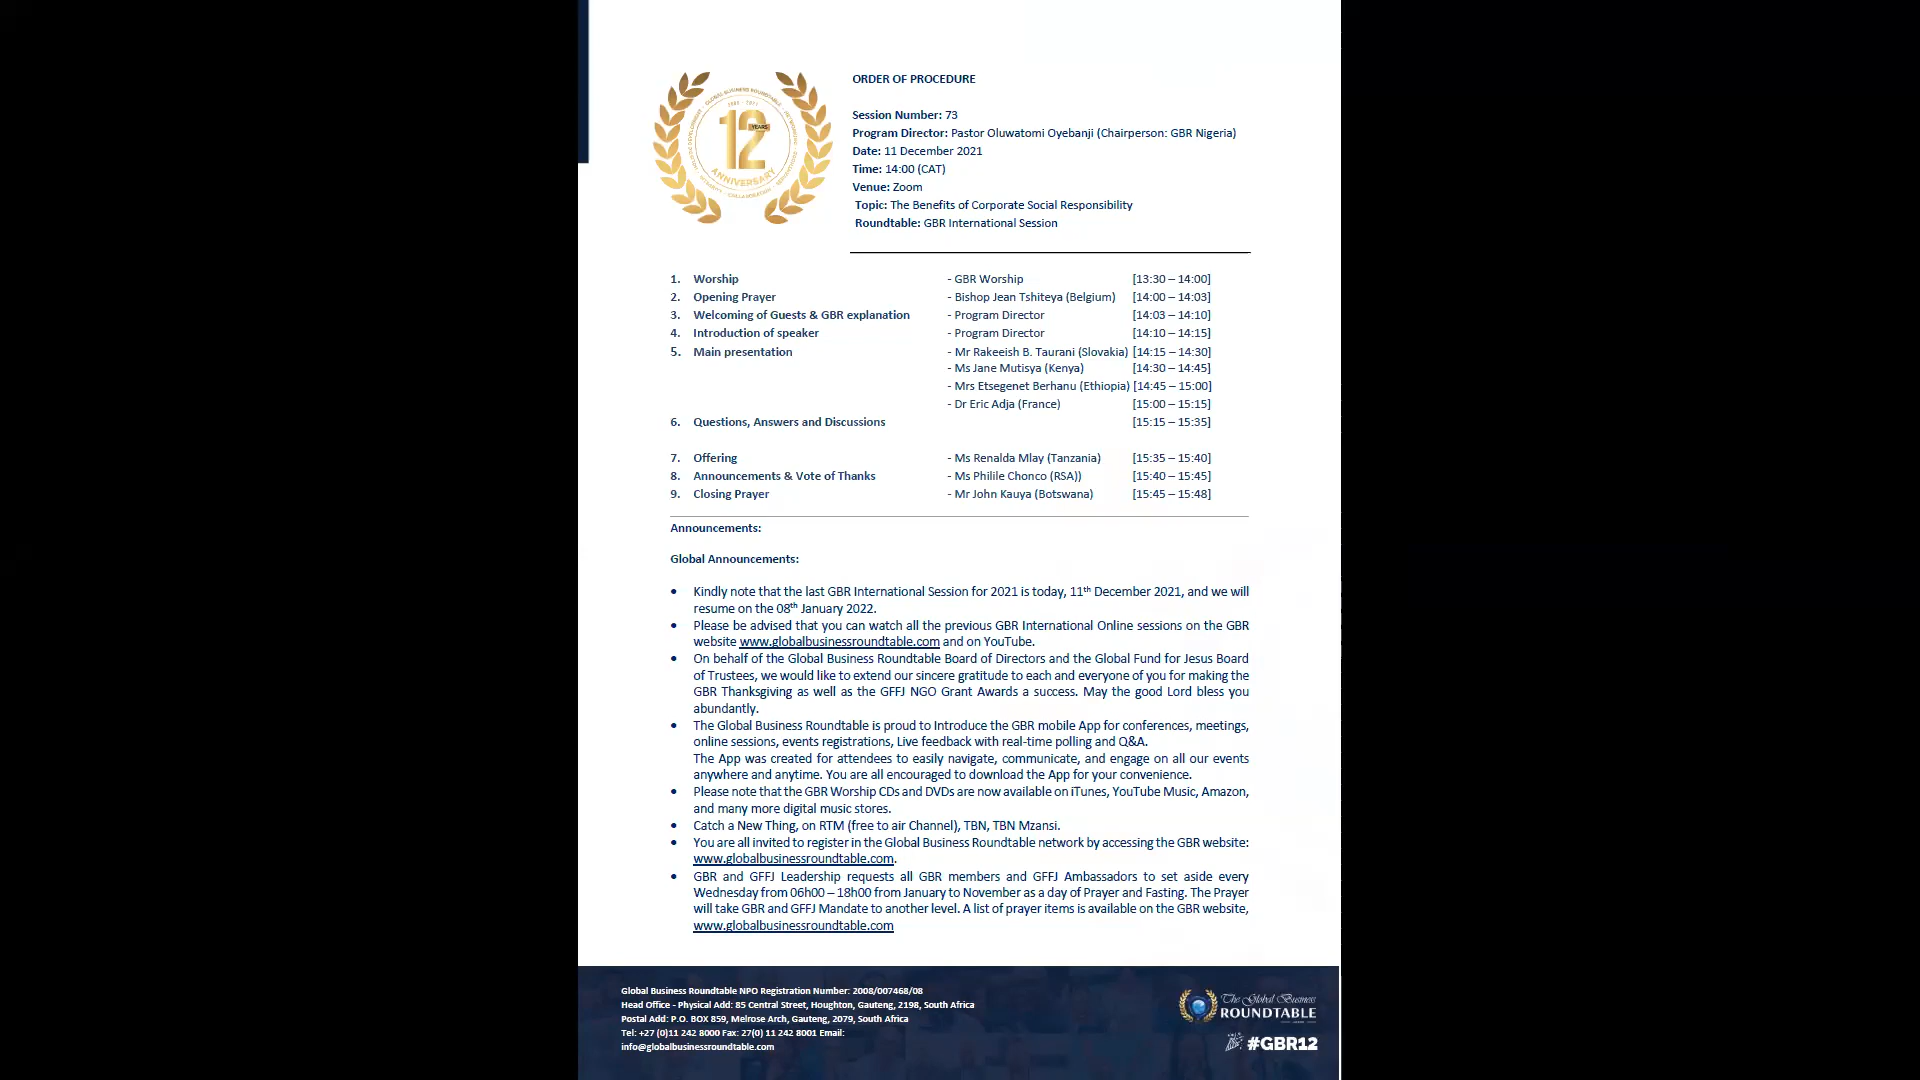 ORDER OF PROCEDURE
Session Number: 73
Program Director: Pastor Oluwatomi Oyebanji (Chairperson: GBR Nigeria)
Date: 11 December 2021
Time: 14:00 (CAT)
Venue: Zoom
Topic: The Benefits of Corporate Social Responsibility
Roundtable: GBR International Session
12
YEARS
ANNIVERSARY
1. Worship - GBR Worship [13:30 – 14:00]
2. Opening Prayer - Bishop Jean Tshiteya (Belgium) [14:00 – 14:03]
3. Welcoming of Guests & GBR explanation - Program Director [14:03 – 14:10]
4. Introduction of speaker - Program Director [14:10 – 14:15]
5. Main presentation - Mr Rakeeish B. Taurani (Slovakia) [14:15 – 14:30]
- Ms Jane Mutisya (Kenya) [14:30 – 14:45]
- Mrs Etsegenet Berhanu (Ethiopia) [14:45 – 15:00]
- Dr Eric Adja (France) [15:00 – 15:15]
6. Questions, Answers and Discussions [15:15 – 15:35]
7. Offering - Ms Renalda Mlay (Tanzania) [15:35 – 15:40]
8. Announcements & Vote of Thanks - Ms Philile Chonco (RSA)) [15:40 – 15:45]
9. Closing Prayer - Mr John Kauya (Botswana) [15:45 – 15:48]
Announcements:
Global Announcements:
• Kindly note that the last GBR International Session for 2021 is today, 11th December 2021, and we will
resume on the 08th January 2022.
• Please be advised that you can watch all the previous GBR International Online sessions on the GBR
website www.globalbusinessroundtable.com and on YouTube.
• On behalf of the Global Business Roundtable Board of Directors and the Global Fund for Jesus Board
of Trustees, we would like to extend our sincere gratitude to each and everyone of you for making the
GBR Thanksgiving as well as the GFFJ NGO Grant Awards a success. May the good Lord bless you
abundantly.
• The Global Business Roundtable is proud to Introduce the GBR mobile App for conferences, meetings,
online sessions, events registrations, Live feedback with real-time polling and Q&A.
The App was created for attendees to easily navigate, communicate, and engage on all our events
anywhere and anytime. You are all encouraged to download the App for your convenience.
• Please note that the GBR Worship CDs and DVDs are now available on iTunes, YouTube Music, Amazon,
and many more digital music stores.
• Catch a New Thing, on RTM (free to air Channel), TBN, TBN Mzansi.
• You are all invited to register in the Global Business Roundtable network by accessing the GBR website:
www.globalbusinessroundtable.com.
• GBR and GFFJ Leadership requests all GBR members and GFFJ Ambassadors to set aside every
Wednesday from 06h00 – 18h00 from January to November as a day of Prayer and Fasting. The Prayer
will take GBR and GFFJ Mandate to another level. A list of prayer items is available on the GBR website,
www.globalbusinessroundtable.com
Global Business Roundtable NPO Registration Number: 2008/007468/08
Head Office - Physical Add: 85 Central Street, Houghton, Gauteng, 2198, South Africa
Postal Add: P.O. BOX 859, Melrose Arch, Gauteng, 2079, South Africa
Tel: +27 (0)11 242 8000 Fax: 27(0) 11 242 8001 Email:
info@globalbusinessroundtable.com
The Global Business
ROUNDTABLE
#GBR12